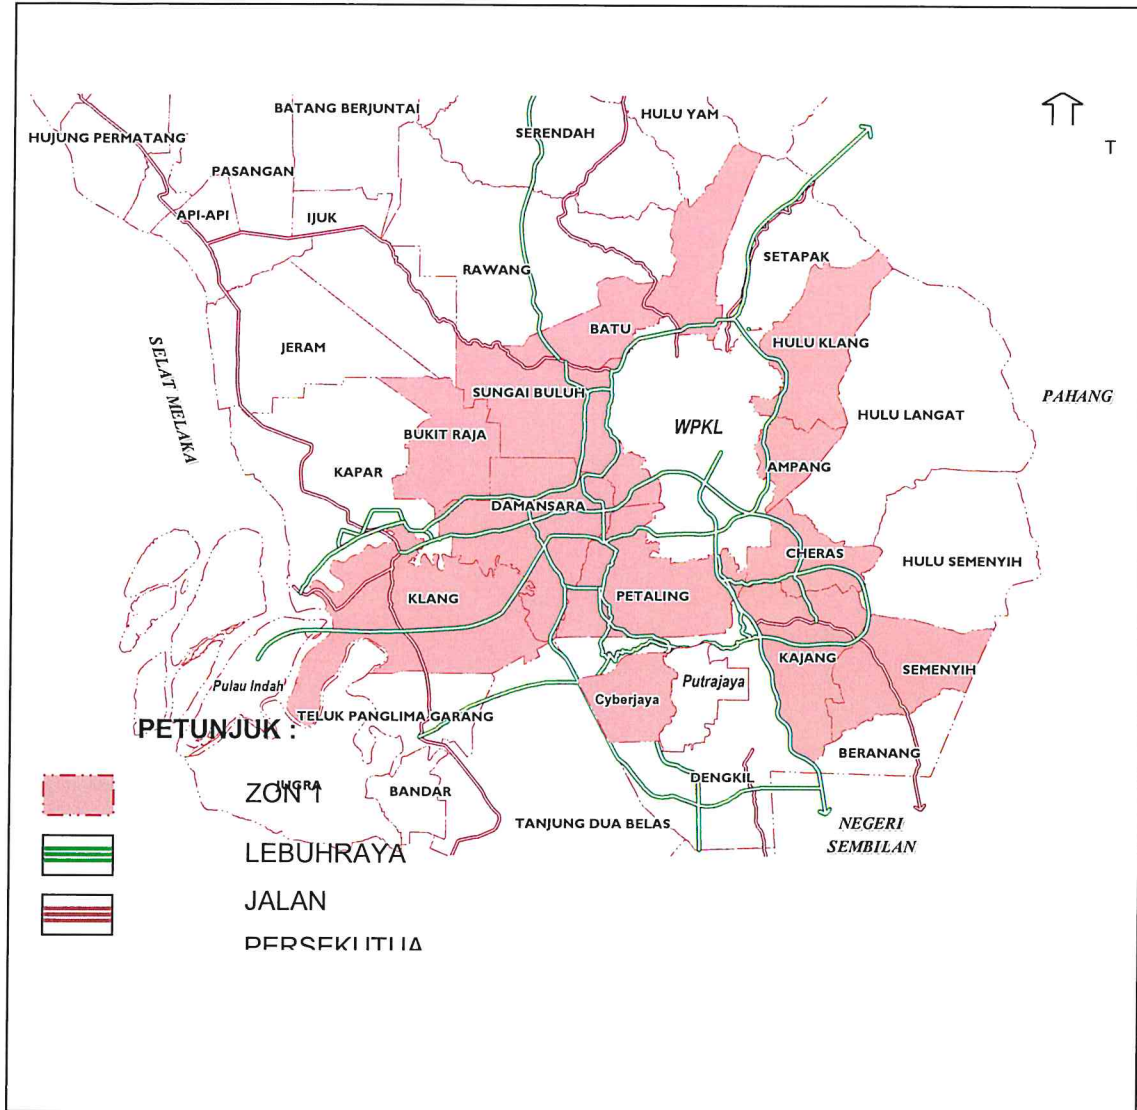 BATANG BERJUNTAI
HULU YAM
SERENDAH
HUJUNG PERMATANG
T
PASANGAN
API-API
IJUK
SETAPAK
RAWANG
BATU
HULU KLANG
JERAM
SELAT MELAKA
SUNGAI BULUH
PAHANG
HULU LANGAT
WPKL
BUKIT RAJA
KAPAR
AMPANG
DAMANSARA
CHERAS
HULU SEMENYIH
KLANG
PETALING
KAJANG
SEMENYIH
Pulau Indah
Cyberjaya
Putrajaya
TELUK PANGLIMA GARANG
PETUNJUK :
BERANANG
DENGKIL
JUGRA
BANDAR
ZON 1
TANJUNG DUA BELAS
NEGERI
SEMBILAN
LEBUHRAYA
JALAN
PERSEKUTUA